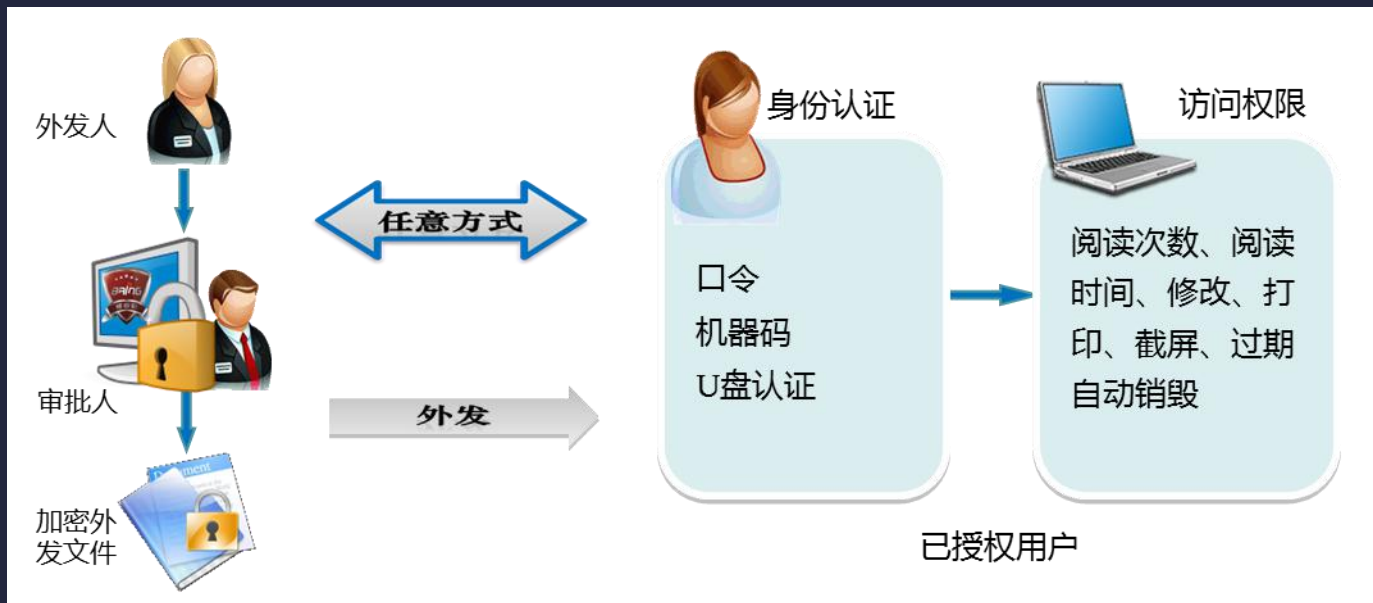 外发人
审批人
加密外
发文件
任意方式
外发
身份认证
口令
机器码
U盘认证
访问权限
阅读次数、阅读
时间、修改、打
印、截屏、过期
自动销毁
已授权用户